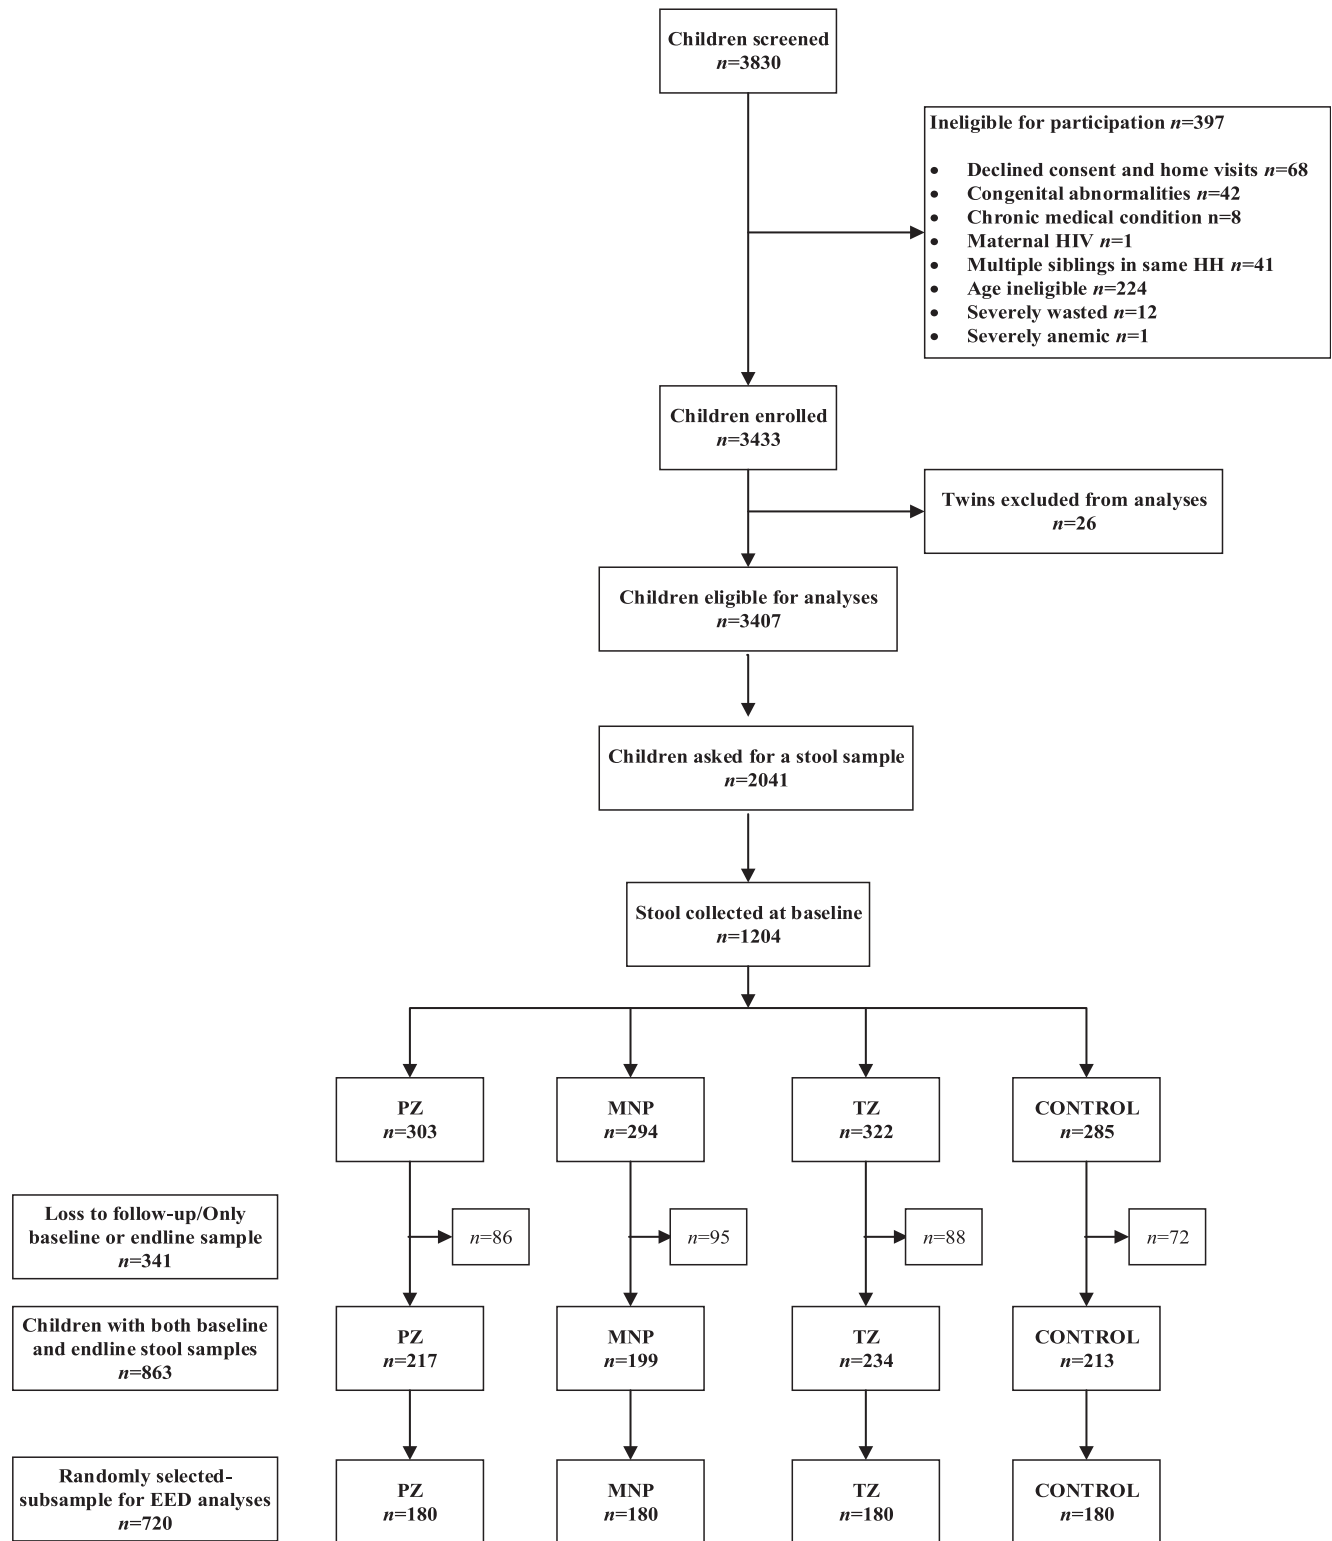 Children screened
n=3830
Ineligible for participation n=397
• Declined consent and home visits n=68
• Congenital abnormalities n=42
• Chronic medical condition n=8
• Maternal HIV n=1
• Multiple siblings in same HH n=41
• Age ineligible n=224
• Severely wasted n=12
• Severely anemic n=1
Children enrolled
n=3433
Twins excluded from analyses
n=26
Children eligible for analyses
n=3407
Children asked for a stool sample
n=2041
Stool collected at baseline
n=1204
PZ
n=303
MNP
n=294
TZ
n=322
CONTROL
n=285
Loss to follow-up/Only
baseline or endline sample
n=341
n=86
n=95
n=88
n=72
Children with both baseline
and endline stool samples
n=863
PZ
n=217
MNP
n=199
TZ
n=234
CONTROL
n=213
Randomly selected-
subsample for EED analyses
n=720
PZ
n=180
MNP
n=180
TZ
n=180
CONTROL
n=180